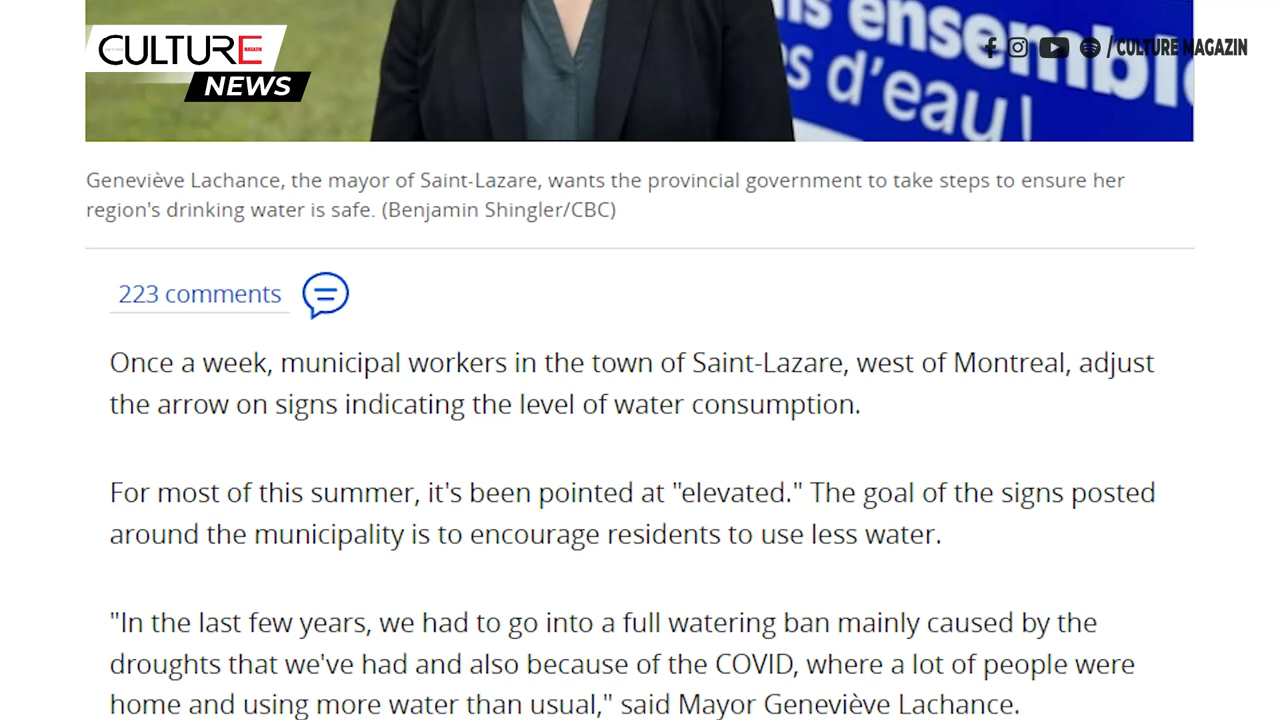 CULTURE
MAGAZIN
NEWS
ns ensemble
s d'eau!
/ CULTURE MAGAZIN
Geneviève Lachance, the mayor of Saint-Lazare, wants the provincial government to take steps to ensure her
region's drinking water is safe. (Benjamin Shingler/CBC)
223 comments
Once a week, municipal workers in the town of Saint-Lazare, west of Montreal, adjust
the arrow on signs indicating the level of water consumption.
For most of this summer, it's been pointed at "elevated." The goal of the signs posted
around the municipality is to encourage residents to use less water.
"In the last few years, we had to go into a full watering ban mainly caused by the
droughts that we've had and also because of the COVID, where a lot of people were
home and using more water than usual," said Mayor Geneviève Lachance.